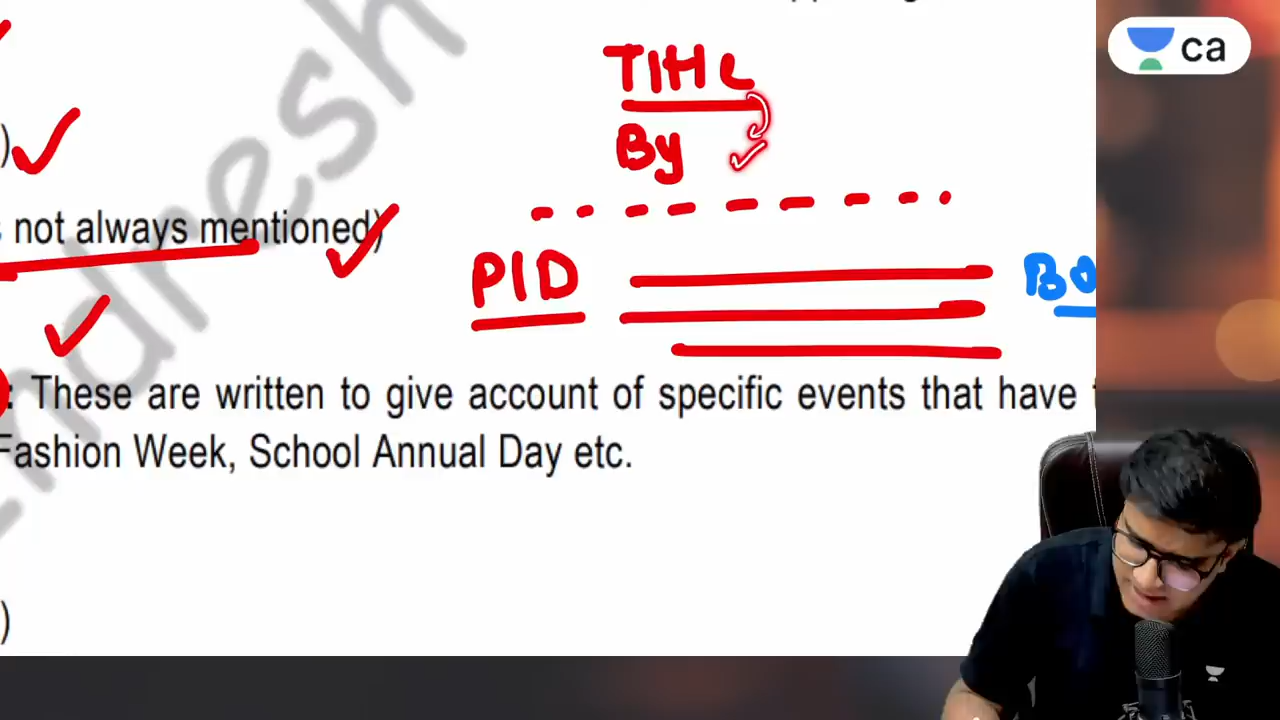 ca
Title
)
By
not always mentioned)
PID
: These are written to give account of specific events that have
Fashion Week, School Annual Day etc.
)